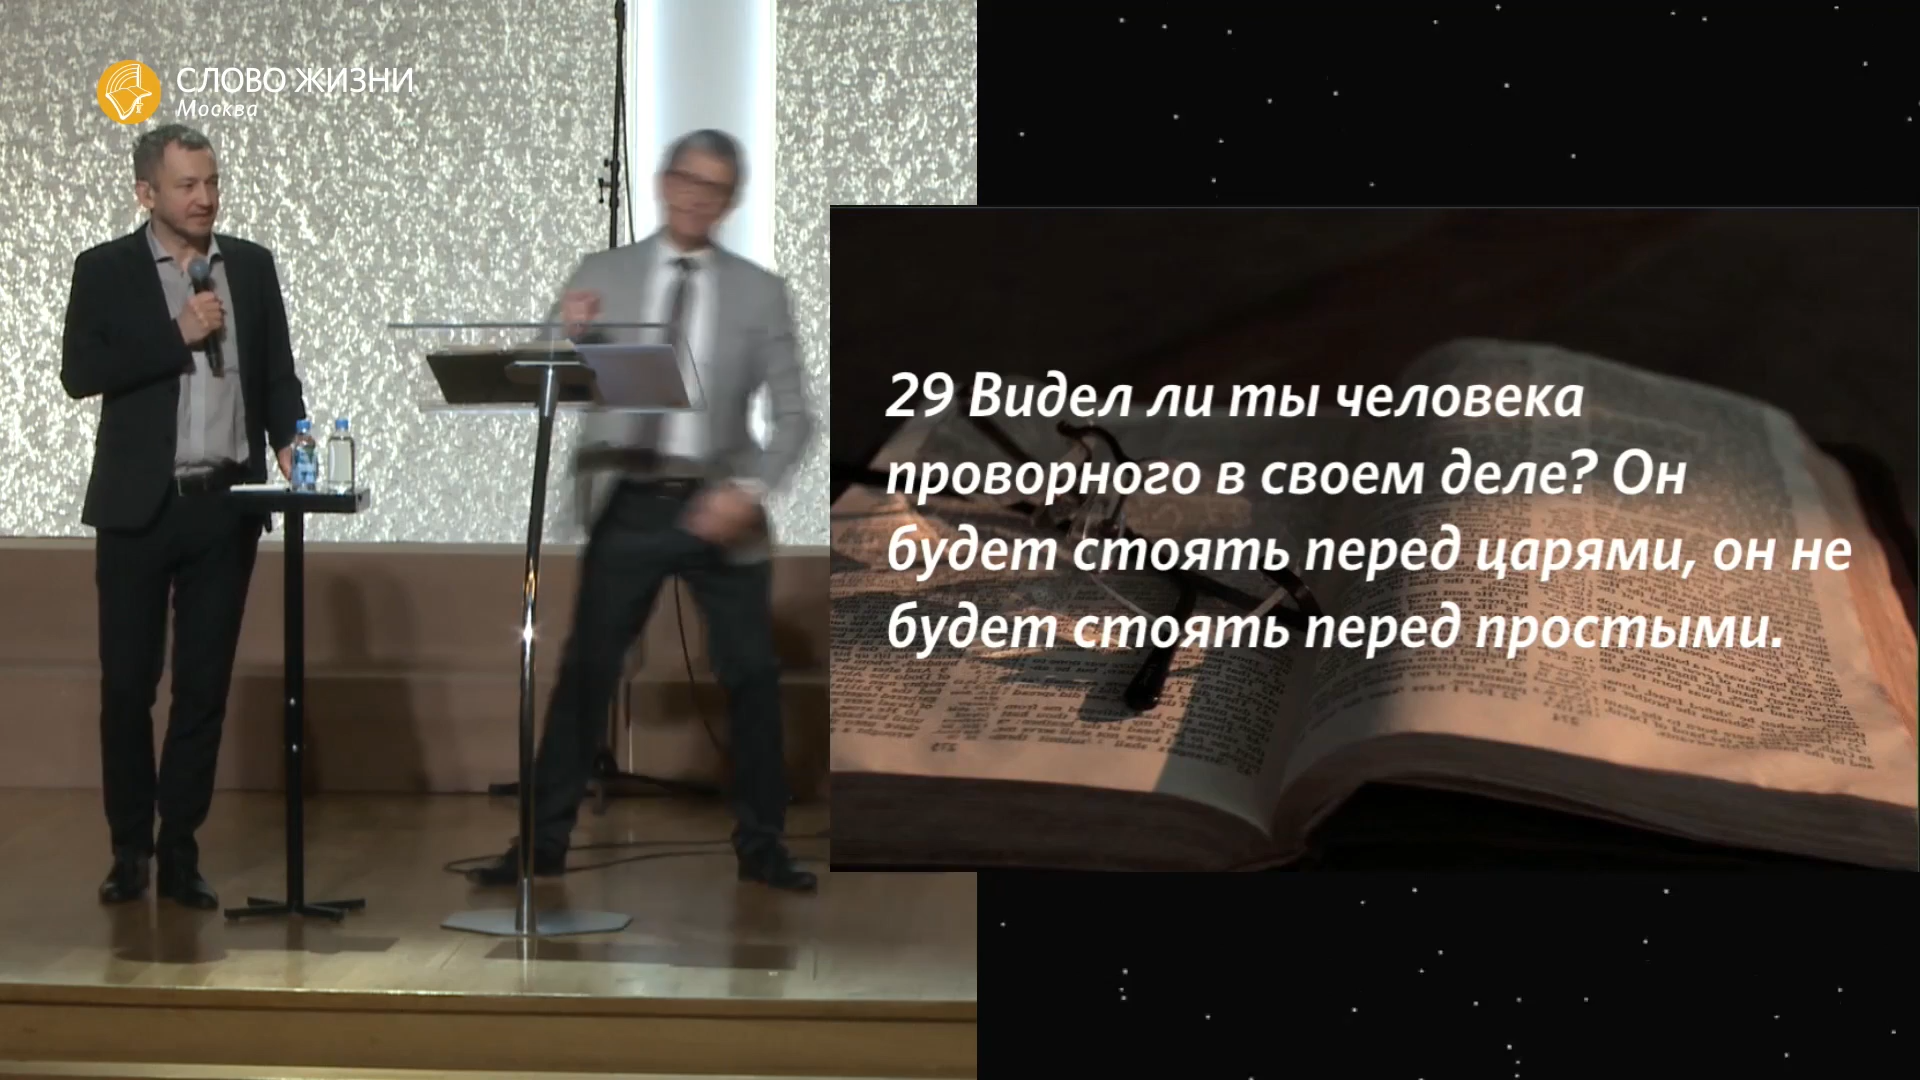 СЛОВО ЖИЗНИ
Москва
29 Видел ли ты человека
проворного в своем деле? Он
будет стоять перед царями, он не
будет стоять перед простыми.